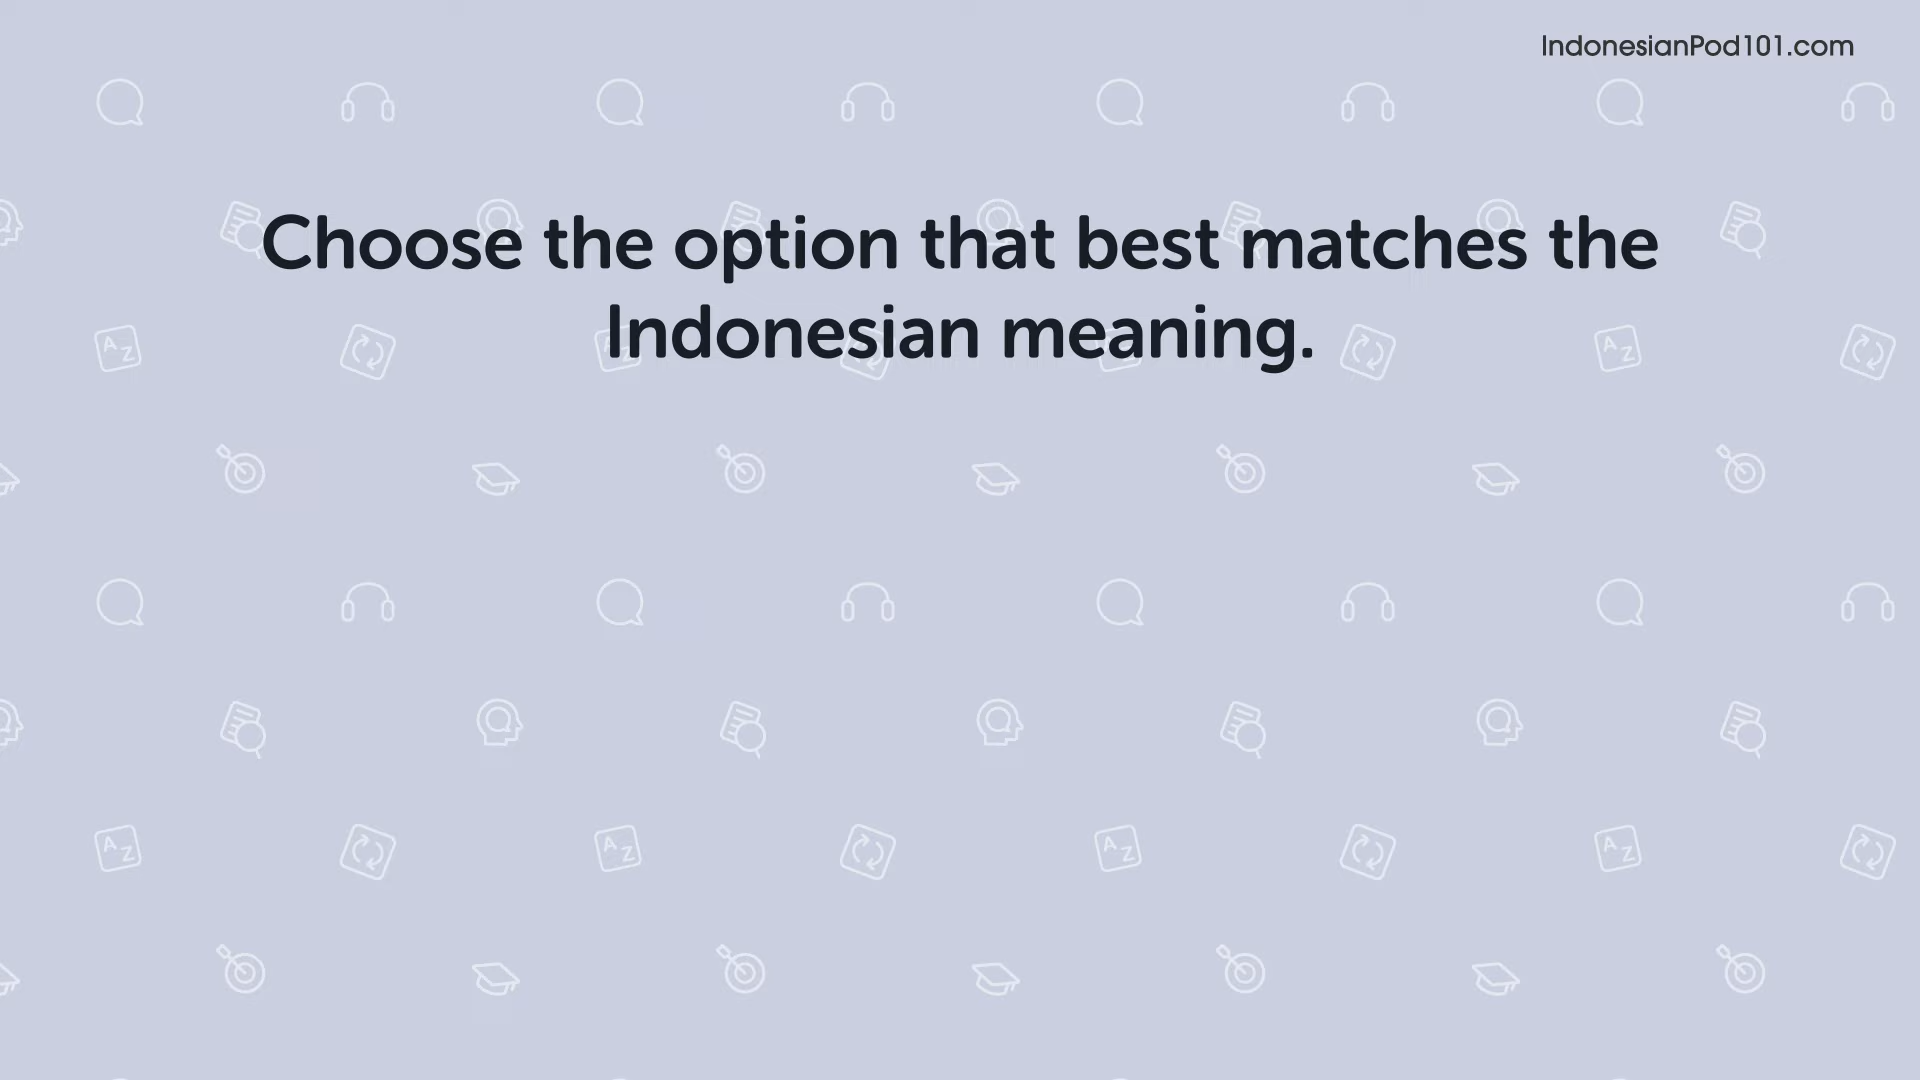 IndonesianPod101.com
Choose the option that best matches the
Indonesian meaning.